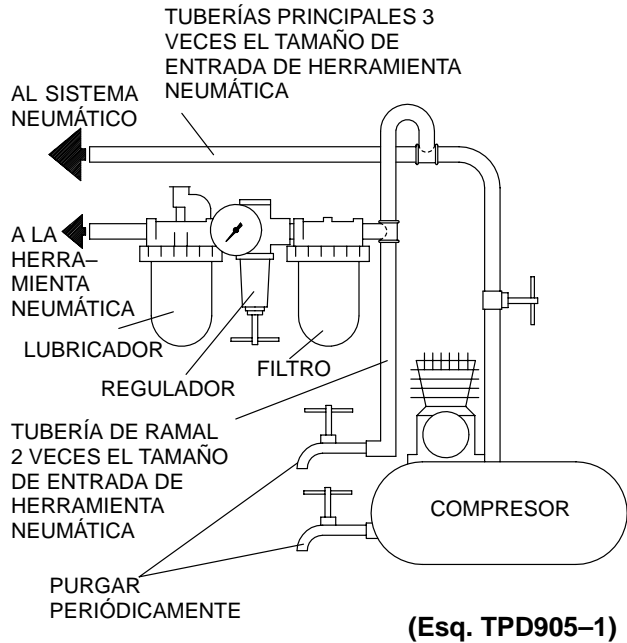 TUBERÍAS PRINCIPALES 3
VECES EL TAMAÑO DE
ENTRADA DE HERRAMIENTA
NEUMÁTICA
AL SISTEMA
NEUMÁTICO
A LA
HERRA–
MIENTA
NEUMÁTICA
LUBRICADOR
REGULADOR
FILTRO
TUBERÍA DE RAMAL
2 VECES EL TAMAÑO
DE ENTRADA DE
HERRAMIENTA
NEUMÁTICA
COMPRESOR
PURGAR
PERIÓDICAMENTE
(Esq. TPD905–1)